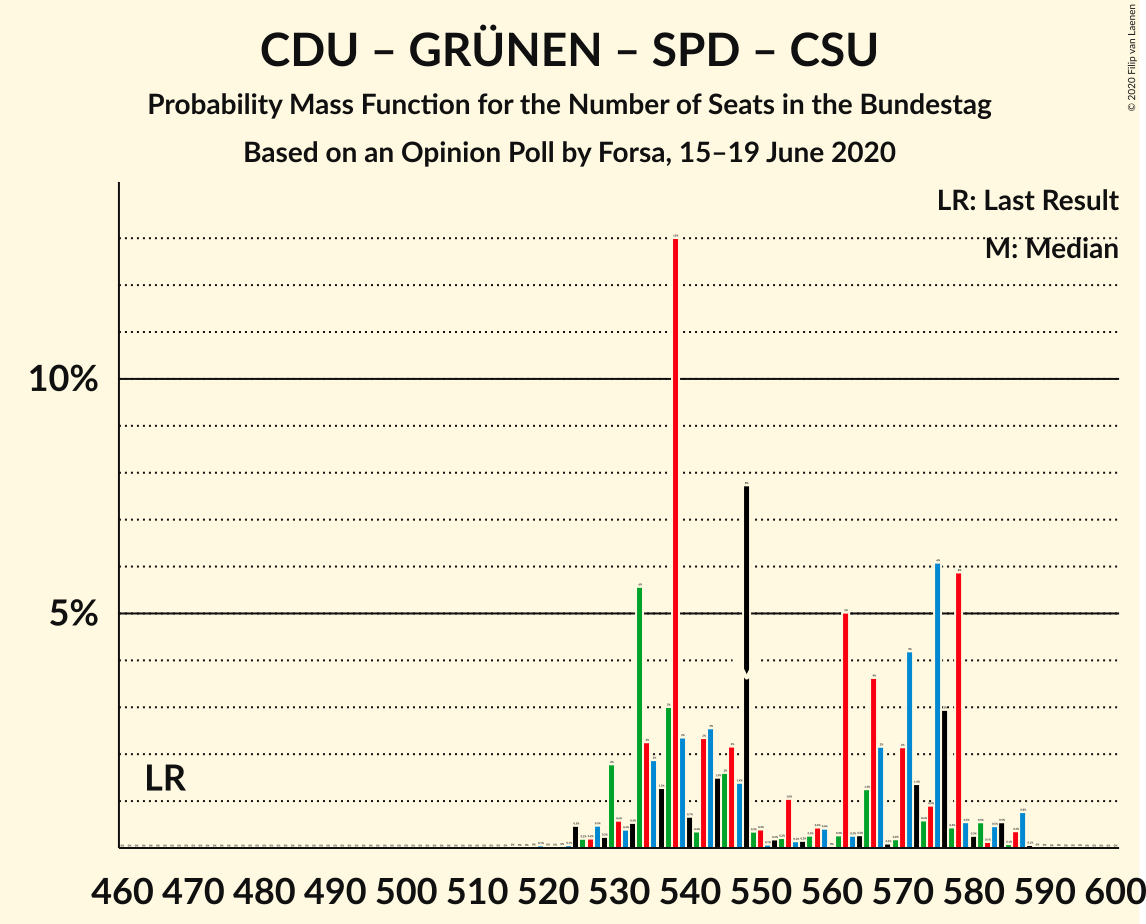 CDU – GRÜNEN – SPD – CSU
Probability Mass Function for the Number of Seats in the Bundestag
Based on an Opinion Poll by Forsa, 15–19 June 2020
© 2020 Filip van Laenen
LR: Last Result
M: Median
10%
5%
LR
460 470 480 490 500 510 520 530 540 550 560 570 580 590 600